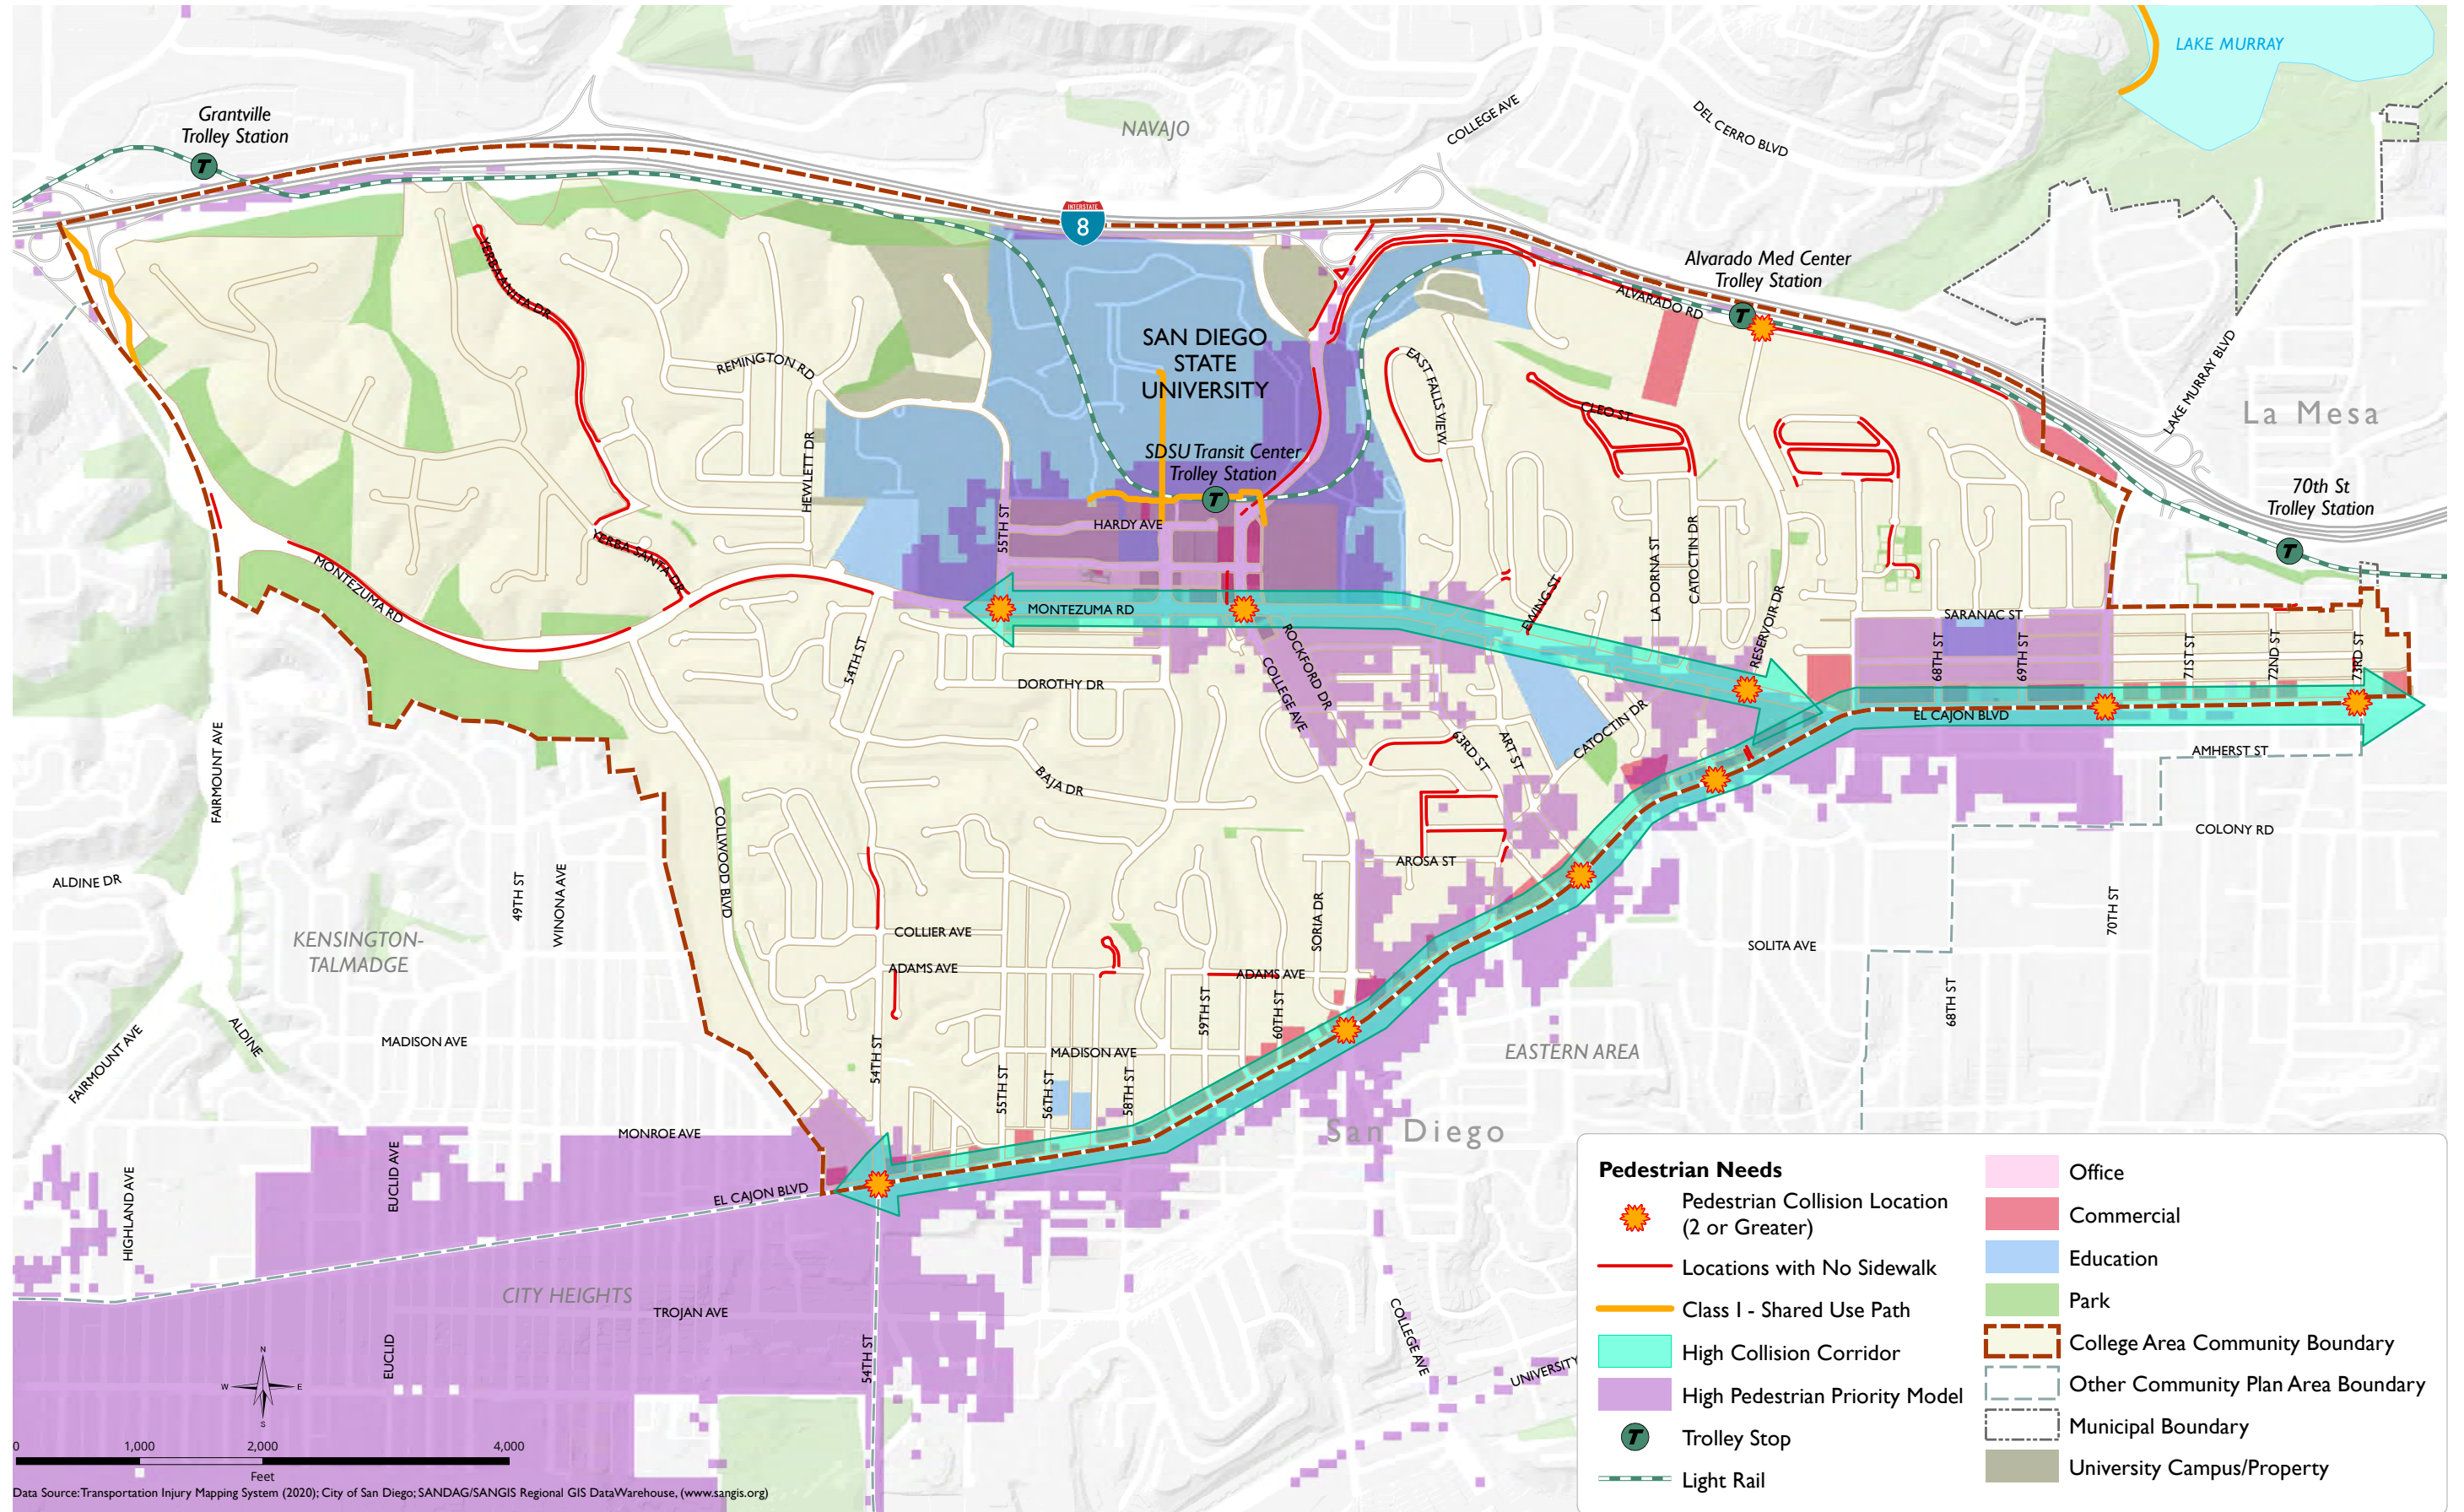 LAKE MURRAY
Grantville
Trolley Station
NAVAJO
COLLEGE AVE
DEL CERRO BLVD
INTERSTATE
8
Alvarado Med Center
Trolley Station
ALVARADO RD
YERBA ANITA DR
SAN DIEGO
STATE
UNIVERSITY
REMINGTON RD
EAST FALLS VIEW
CLEO ST
LAKE MURRAY BLVD
La Mesa
HEWLETT DR
SDSU Transit Center
Trolley Station
70th St
Trolley Station
55TH ST
HARDY AVE
YERBA SANTA DR
MONTEZUMA RD
MONTEZUMA RD
EWING ST
LA DORNA ST
CATOCTIN DR
RESERVOIR DR
SARANAC ST
68TH ST
69TH ST
71ST ST
72ND ST
73RD ST
54TH ST
DOROTHY DR
ROCKFORD DR
COLLEGE AVE
63RD ST
ART ST
CATOCTIN DR
EL CAJON BLVD
AMHERST ST
FAIRMOUNT AVE
BAJA DR
COLLWOOD BLVD
COLONY RD
AROSA ST
ALDINE DR
49TH ST
WINONA AVE
KENSINGTON-
TALMADGE
COLLIER AVE
ADAMS AVE
ADAMS AVE
SORIA DR
SOLITA AVE
70TH ST
68TH ST
59TH ST
60TH ST
FAIRMOUNT AVE
ALDINE
MADISON AVE
54TH ST
MADISON AVE
55TH ST
56TH ST
58TH ST
EASTERN AREA
San Diego
MONROE AVE
HIGHLAND AVE
EUCLID AVE
EL CAJON BLVD
CITY HEIGHTS
TROJAN AVE
EUCLID
54TH ST
COLLEGE AVE
UNIVERSITY
N
W
E
S
0
1,000
2,000
4,000
Feet
Data Source: Transportation Injury Mapping System (2020); City of San Diego; SANDAG/SANGIS Regional GIS DataWarehouse, (www.sangis.org)
Pedestrian Needs
Pedestrian Collision Location
(2 or Greater)
Locations with No Sidewalk
Class I - Shared Use Path
High Collision Corridor
High Pedestrian Priority Model
T
Trolley Stop
Light Rail
Office
Commercial
Education
Park
College Area Community Boundary
Other Community Plan Area Boundary
Municipal Boundary
University Campus/Property